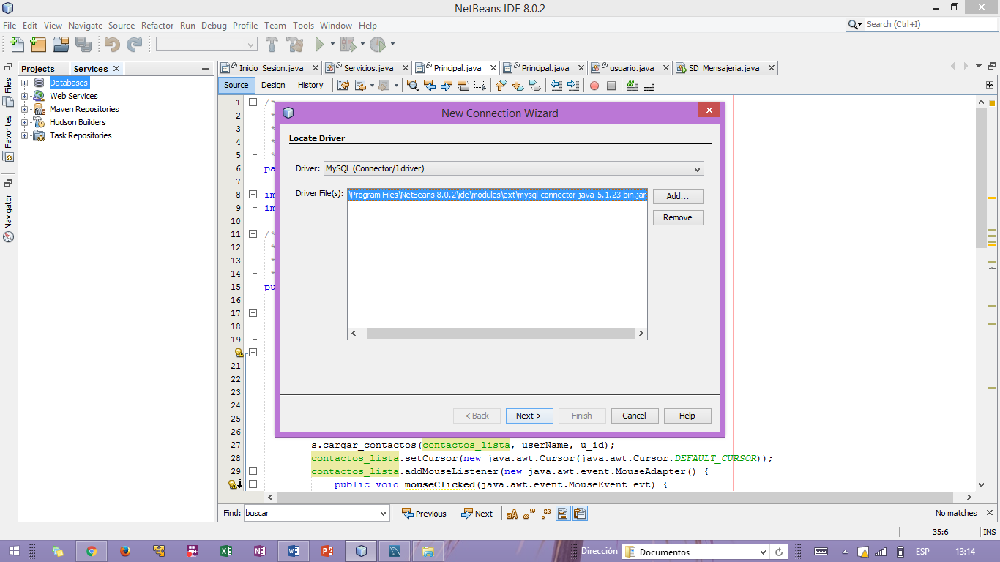 NetBeans IDE 8.0.2
File Edit View Navigate Source Refactor Run Debug Profile Team Tools Window Help
Search (Ctrl+I)
Projects Services
Files
Favorites
Navigator
Databases
Web Services
Maven Repositories
Hudson Builders
Task Repositories
Inicio_Sesion.java Servicios.java Principal.java Principal.java usuario.java SD_Mensajeria.java
Source Design History
1 /*
2 *
3 *
4 *
5 *
6 pa
7
8 im
9 im
10
11 /*
12 *
13 *
14 *
15 pu
16
17
18
19
21
22
23
24
25
26
27 s.cargar_contactos(contactos_lista, userName, u_id);
28 contactos_lista.setCursor(new java.awt.Cursor(java.awt.Cursor.DEFAULT_CURSOR));
29 contactos_lista.addMouseListener(new java.awt.event.MouseAdapter() {
public void mouseClicked(java.awt.event.MouseEvent evt) {
New Connection Wizard
Locate Driver
Driver: MySQL (Connector/J driver)
Driver File(s): \Program Files\NetBeans 8.0.2\ide\modules\ext\mysql-connector-java-5.1.23-bin.jar
Add...
Remove
< Back Next > Finish Cancel Help
Find: buscar Previous Next No matches
35:6 INS
Dirección Documentos ESP 13:14